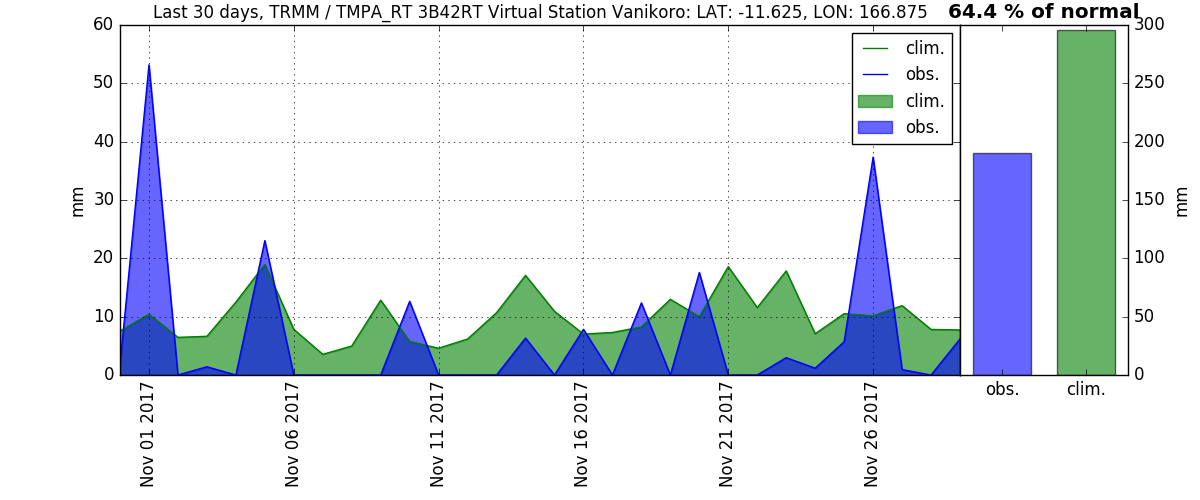 Last 30 days, TRMM / TMPA_RT 3B42RT Virtual Station Vanikoro: LAT: -11.625, LON: 166.875
64.4 % of normal
60
50
40
30
20
10
0
mm
clim.
obs.
clim.
obs.
300
250
200
150
100
50
0
mm
Nov 01 2017
Nov 06 2017
Nov 11 2017
Nov 16 2017
Nov 21 2017
Nov 26 2017
obs.
clim.